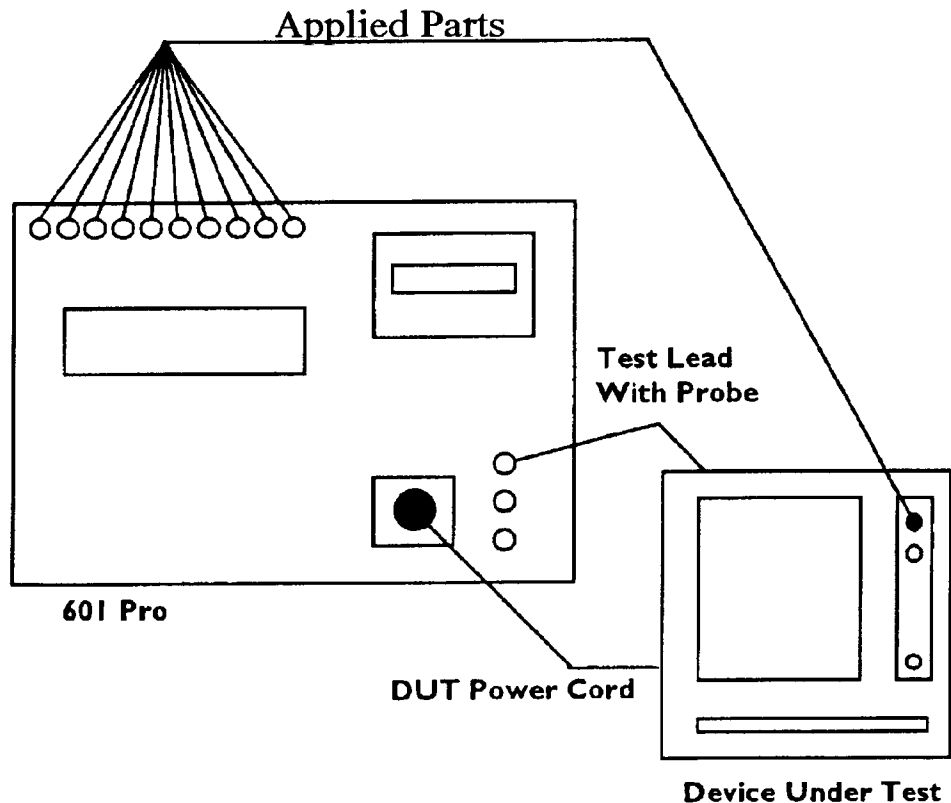 Applied Parts
Test Lead
With Probe
601 Pro
DUT Power Cord
Device Under Test